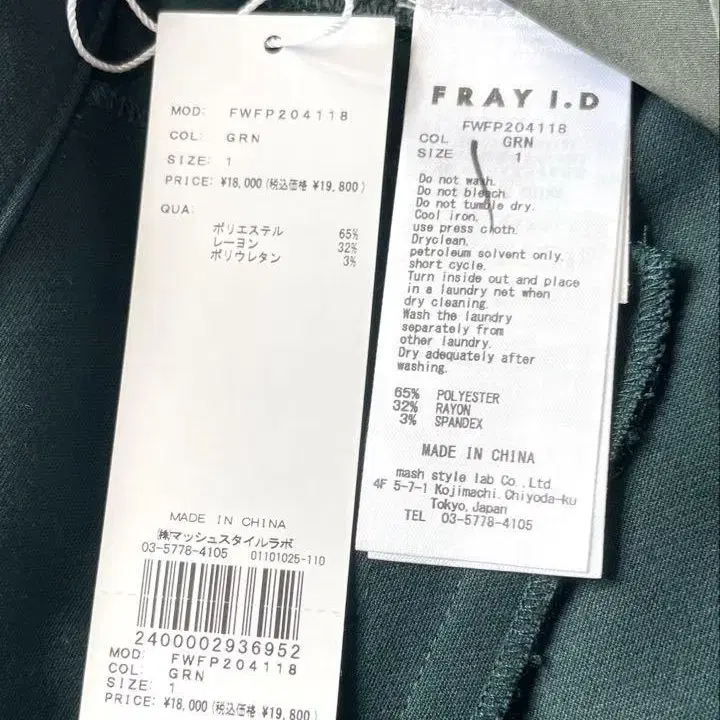 MOD: FWFP204118
COL: GRN
SIZE: 1
PRICE: ¥18,000 (税込価格 ¥19,800)
QUA:
ポリエステル 65%
レーヨン 32%
ポリウレタン 3%
MADE IN CHINA
㈱マッシュスタイルラボ
03-5778-4105 01101025-110
2400002936952
MOD: FWFP204118
COL: GRN
SIZE: 1
PRICE: ¥18,000 (税込価格 ¥19,800)
FRAY I.D
FWFP204118
COL GRN
SIZE 1
Do not wash.
Do not bleach.
Do not tumble dry.
Cool iron.
use press cloth.
Dryclean.
petroleum solvent only.
short cycle.
Turn inside out and place
in a laundry net when
dry cleaning.
Wash the laundry
separately from
other laundry.
Dry adequately after
washing.
65% POLYESTER
32% RAYON
3% SPANDEX
MADE IN CHINA
mash style lab Co.,Ltd
4F 5-7-1 Kojimachi.Chiyoda-ku
Tokyo,Japan
TEL 03-5778-4105